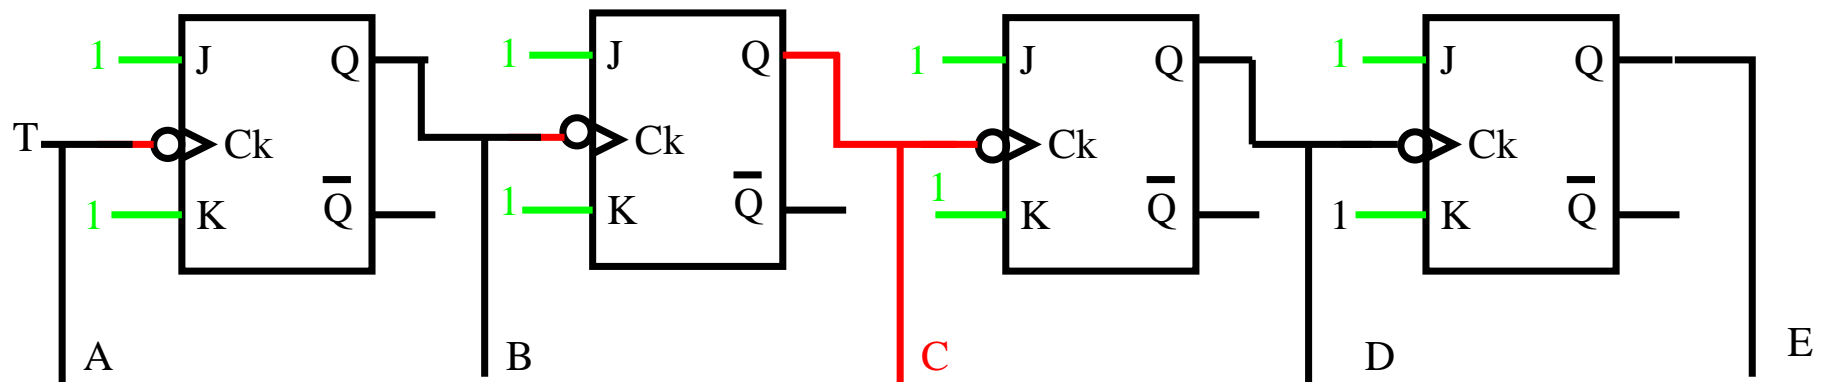 1 J Q 1 J Q 1 J Q 1 J Q
T Ck Ck Ck Ck
1 K Q 1 K Q 1 K Q 1 K Q
A B C D E